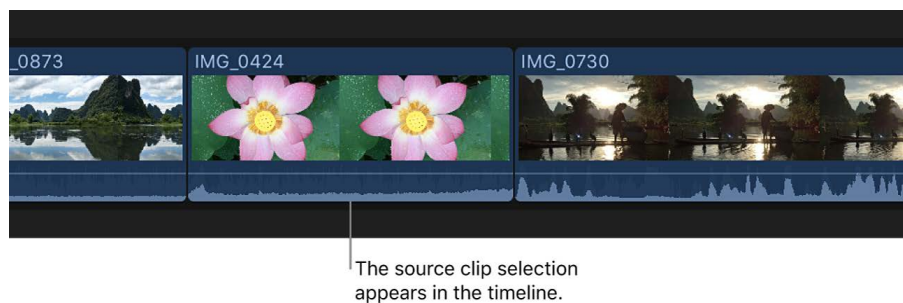 _0873
IMG_0424
IMG_0730
The source clip selection
appears in the timeline.